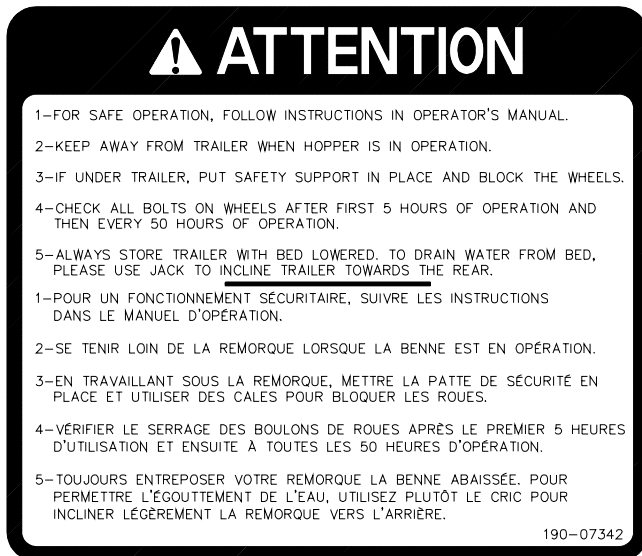 ATTENTION
1-FOR SAFE OPERATION, FOLLOW INSTRUCTIONS IN OPERATOR'S MANUAL.
2-KEEP AWAY FROM TRAILER WHEN HOPPER IS IN OPERATION.
3-IF UNDER TRAILER, PUT SAFETY SUPPORT IN PLACE AND BLOCK THE WHEELS.
4-CHECK ALL BOLTS ON WHEELS AFTER FIRST 5 HOURS OF OPERATION AND
THEN EVERY 50 HOURS OF OPERATION.
5-ALWAYS STORE TRAILER WITH BED LOWERED. TO DRAIN WATER FROM BED,
PLEASE USE JACK TO INCLINE TRAILER TOWARDS THE REAR.
1-POUR UN FONCTIONNEMENT SÉCURITAIRE, SUIVRE LES INSTRUCTIONS
DANS LE MANUEL D'OPÉRATION.
2-SE TENIR LOIN DE LA REMORQUE LORSQUE LA BENNE EST EN OPÉRATION.
3-EN TRAVAILLANT SOUS LA REMORQUE, METTRE LA PATTE DE SÉCURITÉ EN
PLACE ET UTILISER DES CALES POUR BLOQUER LES ROUES.
4-VÉRIFIER LE SERRAGE DES BOULONS DE ROUES APRÈS LE PREMIER 5 HEURES
D'UTILISATION ET ENSUITE À TOUTES LES 50 HEURES D'OPÉRATION.
5-TOUJOURS ENTREPOSER VOTRE REMORQUE LA BENNE ABAISSÉE. POUR
PERMETTRE L'ÉGOUTTEMENT DE L'EAU, UTILISEZ PLUTÔT LE CRIC POUR
INCLINER LÉGÈREMENT LA REMORQUE VERS L'ARRIÈRE.
190-07342